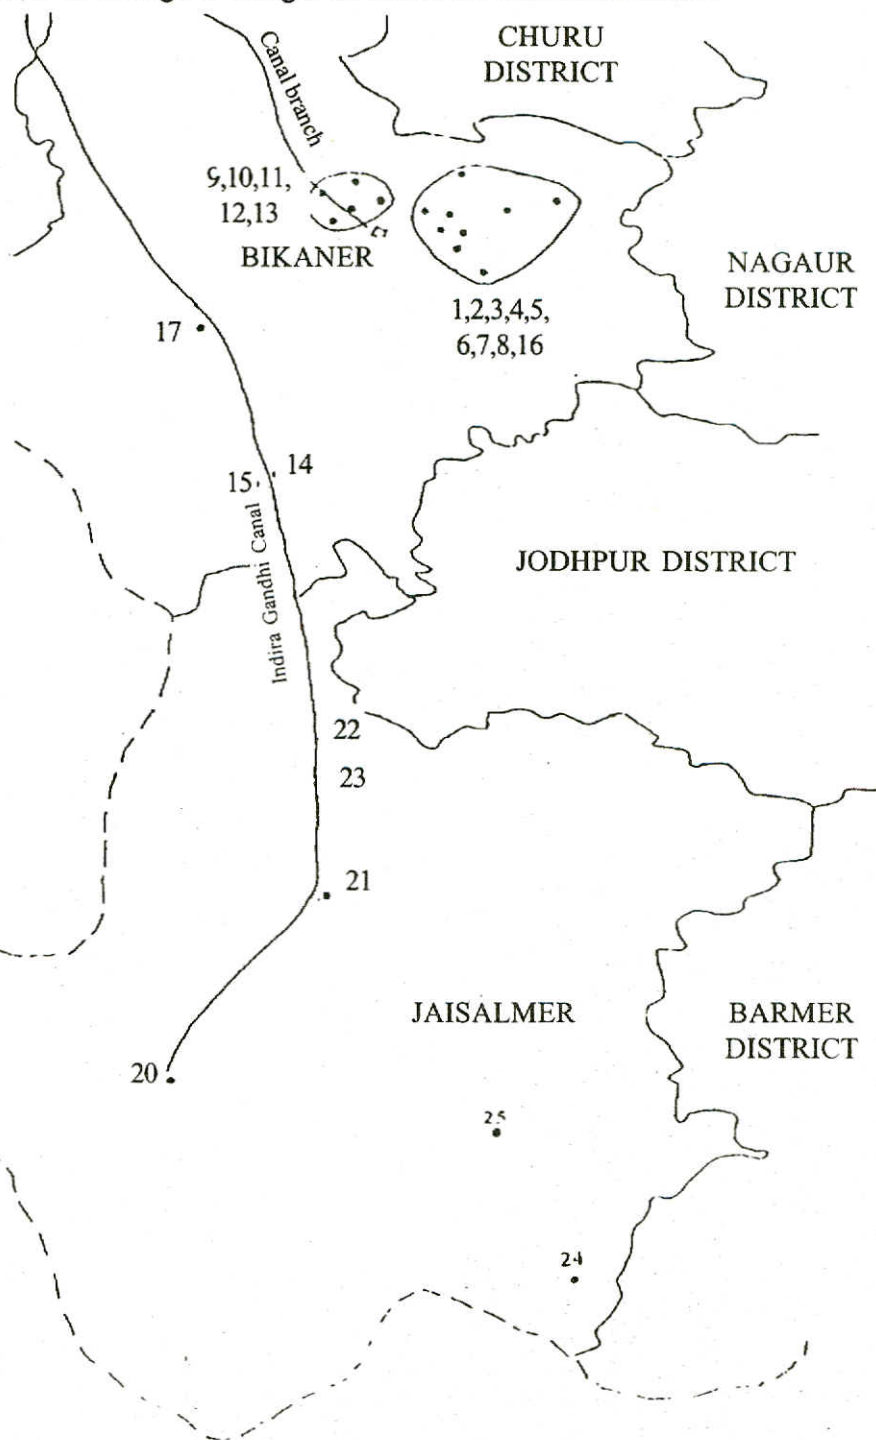 CHURU
DISTRICT
Canal branch
9,10,11,
12,13
BIKANER
NAGAUR
DISTRICT
1,2,3,4,5,
6,7,8,16
17
14
15
Indira Gandhi Canal
JODHPUR DISTRICT
22
23
21
JAISALMER
BARMER
DISTRICT
20
25
24